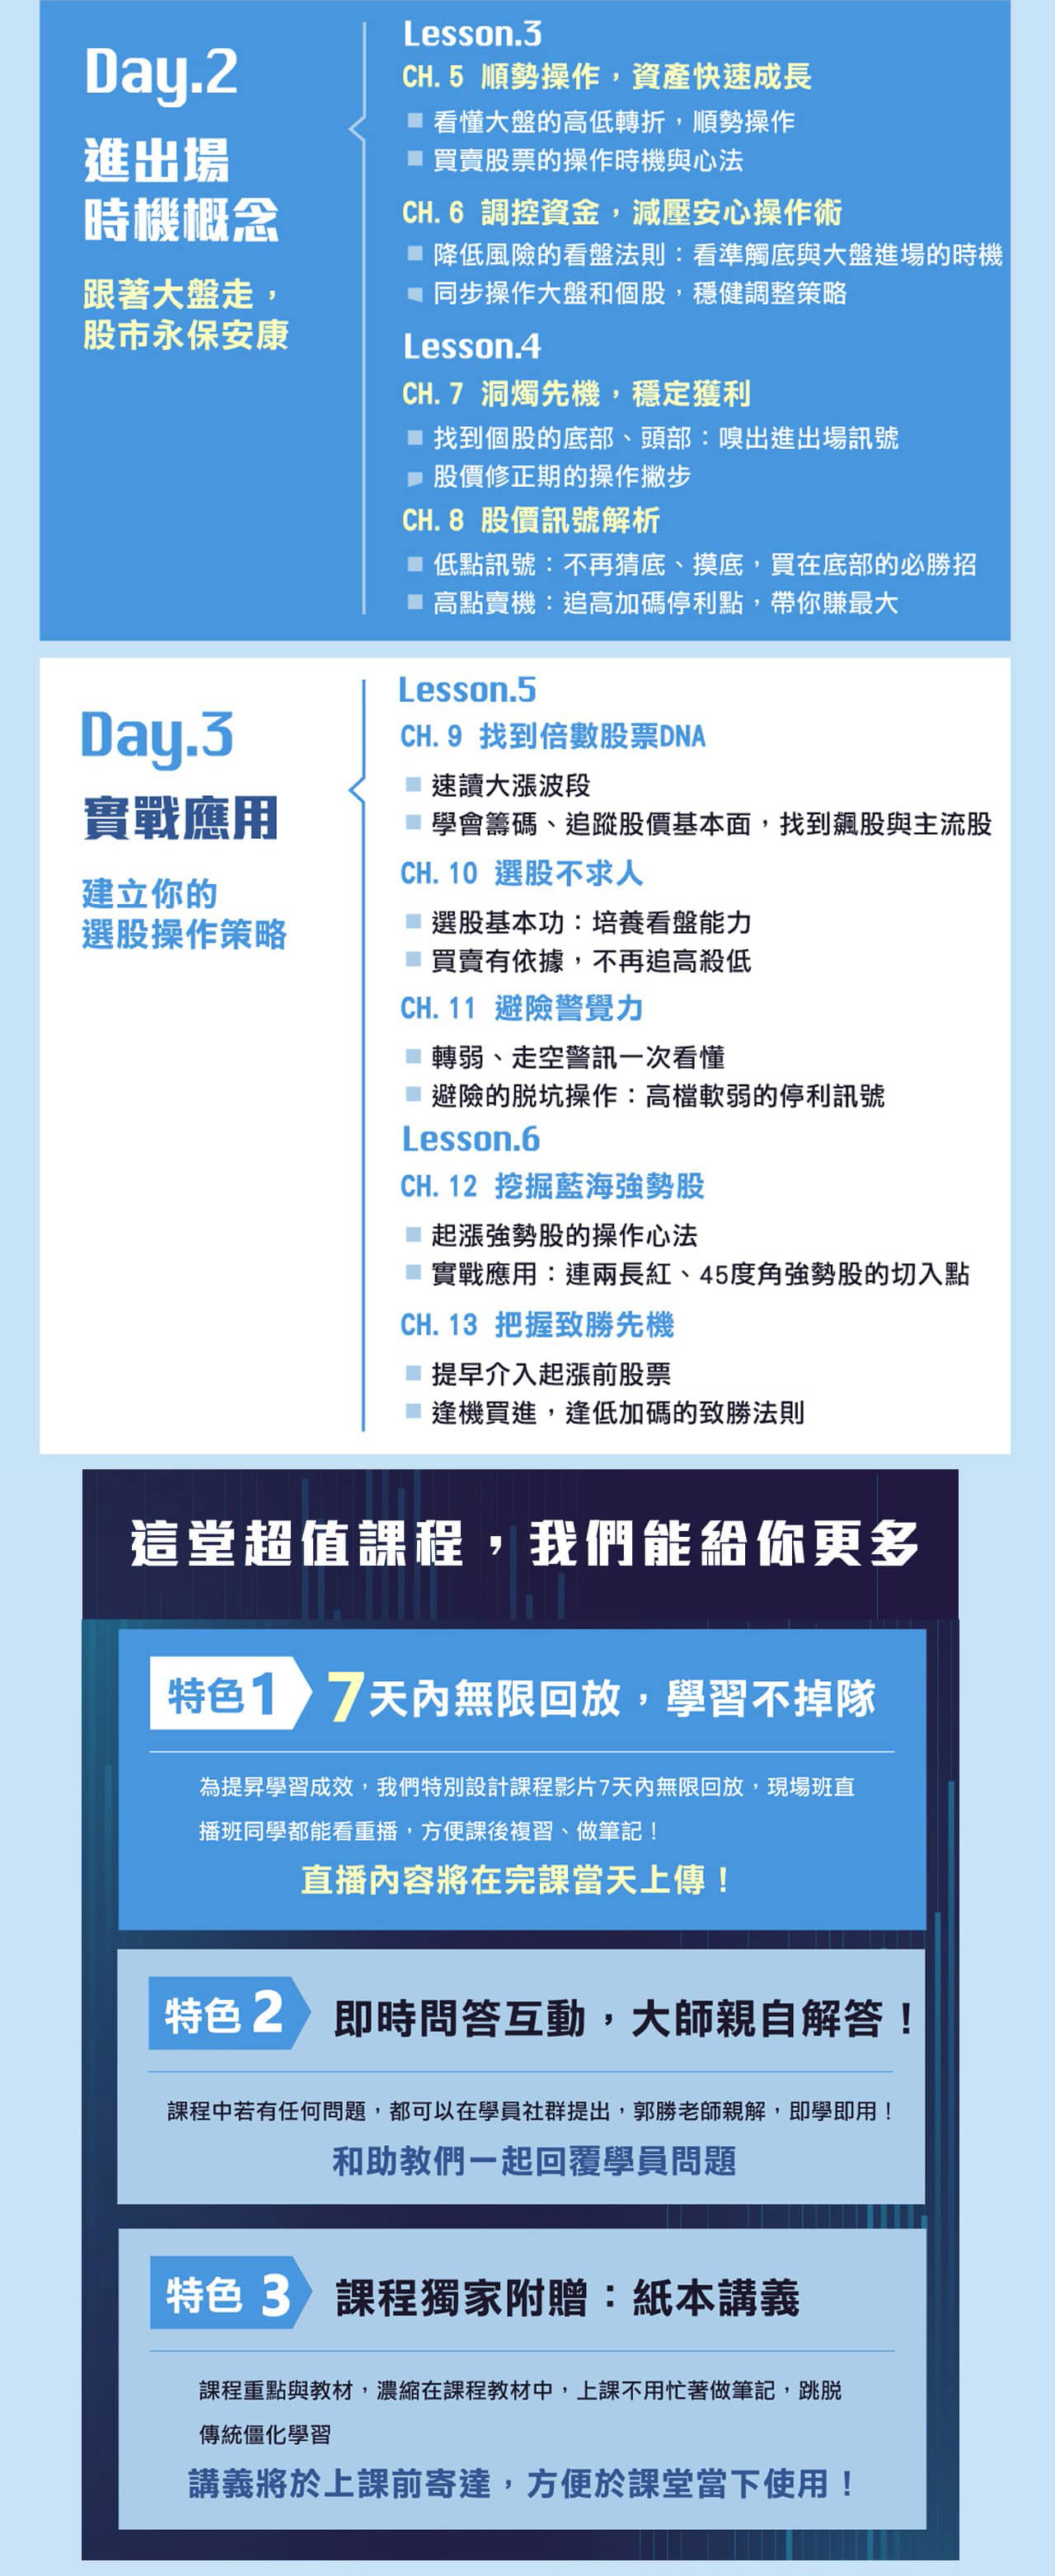 Day.2
進出場
時機概念
跟著大盤走，
股市永保安康
Lesson.3
CH. 5 順勢操作，資產快速成長
看懂大盤的高低轉折，順勢操作
買賣股票的操作時機與心法
CH. 6 調控資金，減壓安心操作術
降低風險的看盤法則：看準觸底與大盤進場的時機
同步操作大盤和個股，穩健調整策略
Lesson.4
CH. 7 洞燭先機，穩定獲利
找到個股的底部、頭部：嗅出進出場訊號
股價修正期的操作撇步
CH. 8 股價訊號解析
低點訊號：不再猜底、摸底，買在底部的必勝招
高點賣機：追高加碼停利點，帶你賺最大
Day.3
實戰應用
建立你的
選股操作策略
Lesson.5
CH. 9 找到倍數股票DNA
速讀大漲波段
學會籌碼、追蹤股價基本面，找到飆股與主流股
CH. 10 選股不求人
選股基本功：培養看盤能力
買賣有依據，不再追高殺低
CH. 11 避險警覺力
轉弱、走空警訊一次看懂
避險的脫坑操作：高檔軟弱的停利訊號
Lesson.6
CH. 12 挖掘藍海強勢股
起漲強勢股的操作心法
實戰應用：連兩長紅、45度角強勢股的切入點
CH. 13 把握致勝先機
提早介入起漲前股票
逢機買進，逢低加碼的致勝法則
這堂超值課程，我們能給你更多
特色1 7天內無限回放，學習不掉隊
為提昇學習成效，我們特別設計課程影片7天內無限回放，現場班直
播班同學都能看重播，方便課後複習、做筆記！
直播內容將在完課當天上傳！
特色2 即時問答互動，大師親自解答！
課程中若有任何問題，都可以在學員社群提出，郭勝老師親解，即學即用！
和助教們一起回覆學員問題
特色 3 課程獨家附贈：紙本講義
課程重點與教材，濃縮在課程教材中，上課不用忙著做筆記，跳脫
傳統僵化學習
講義將於上課前寄達，方便於課堂當下使用！